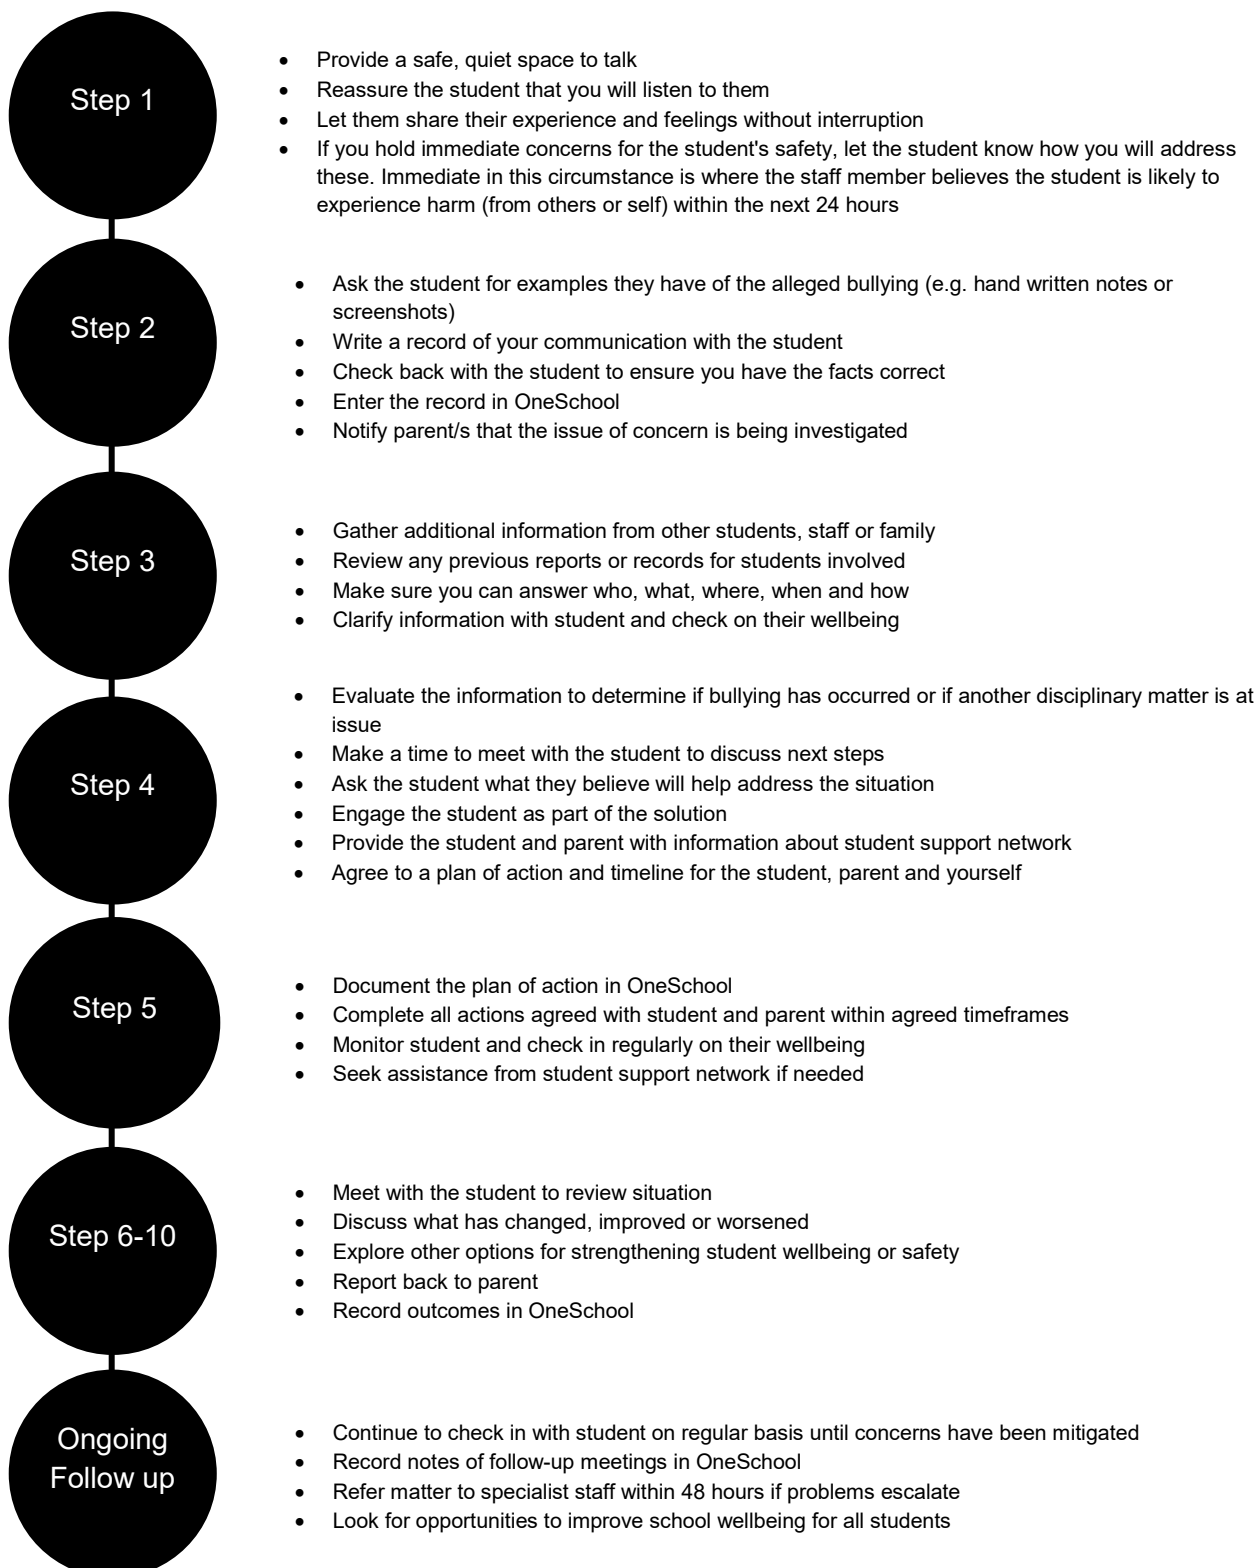 Step 1
• Provide a safe, quiet space to talk
• Reassure the student that you will listen to them
• Let them share their experience and feelings without interruption
• If you hold immediate concerns for the student's safety, let the student know how you will address
these. Immediate in this circumstance is where the staff member believes the student is likely to
experience harm (from others or self) within the next 24 hours
Step 2
• Ask the student for examples they have of the alleged bullying (e.g. hand written notes or
screenshots)
• Write a record of your communication with the student
• Check back with the student to ensure you have the facts correct
• Enter the record in OneSchool
• Notify parent/s that the issue of concern is being investigated
Step 3
• Gather additional information from other students, staff or family
• Review any previous reports or records for students involved
• Make sure you can answer who, what, where, when and how
• Clarify information with student and check on their wellbeing
Step 4
• Evaluate the information to determine if bullying has occurred or if another disciplinary matter is at
issue
• Make a time to meet with the student to discuss next steps
• Ask the student what they believe will help address the situation
• Engage the student as part of the solution
• Provide the student and parent with information about student support network
• Agree to a plan of action and timeline for the student, parent and yourself
Step 5
• Document the plan of action in OneSchool
• Complete all actions agreed with student and parent within agreed timeframes
• Monitor student and check in regularly on their wellbeing
• Seek assistance from student support network if needed
Step 6-10
• Meet with the student to review situation
• Discuss what has changed, improved or worsened
• Explore other options for strengthening student wellbeing or safety
• Report back to parent
• Record outcomes in OneSchool
Ongoing
Follow up
• Continue to check in with student on regular basis until concerns have been mitigated
• Record notes of follow-up meetings in OneSchool
• Refer matter to specialist staff within 48 hours if problems escalate
• Look for opportunities to improve school wellbeing for all students